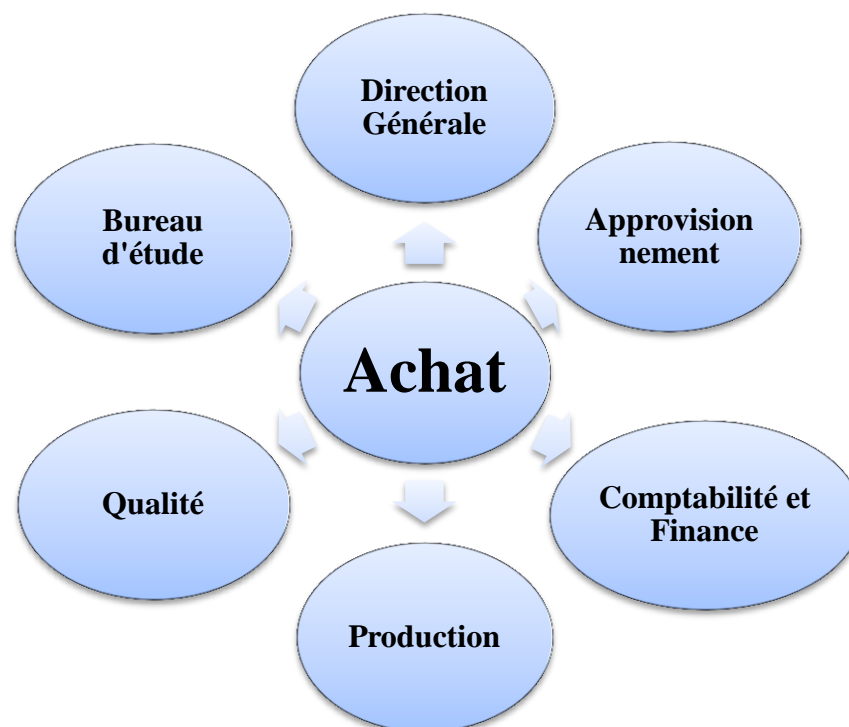 Direction
Générale
Bureau
d'étude
Approvision
nement
Achat
Qualité
Comptabilité et
Finance
Production